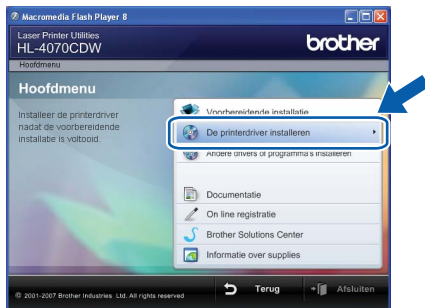 Macromedia Flash Player 8
Laser Printer Utilities
HL-4070CDW
brother
Hoofdmenu
Hoofdmenu
Installeer de printerdriver
nadat de voorbereidende
installatie is voltooid.
Voorbereidende installatie
De printerdriver installeren
Andere drivers of programma's installeren
Documentatie
On line registratie
Brother Solutions Center
Informatie over supplies
© 2001-2007 Brother Industries Ltd. All rights reserved
Terug
Afsluiten